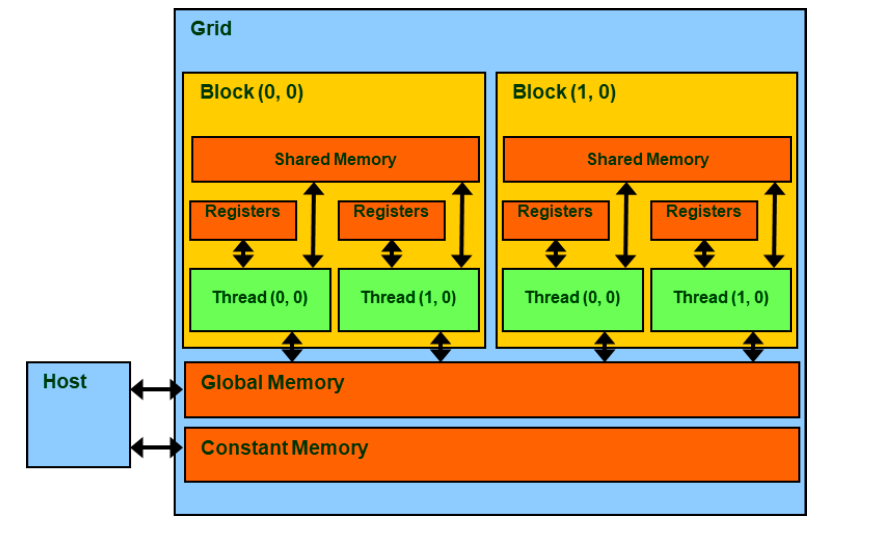 Grid
Block (0, 0)
Block (1, 0)
Shared Memory
Shared Memory
Registers
Registers
Registers
Registers
Thread (0, 0)
Thread (1, 0)
Thread (0, 0)
Thread (1, 0)
Host
Global Memory
Constant Memory